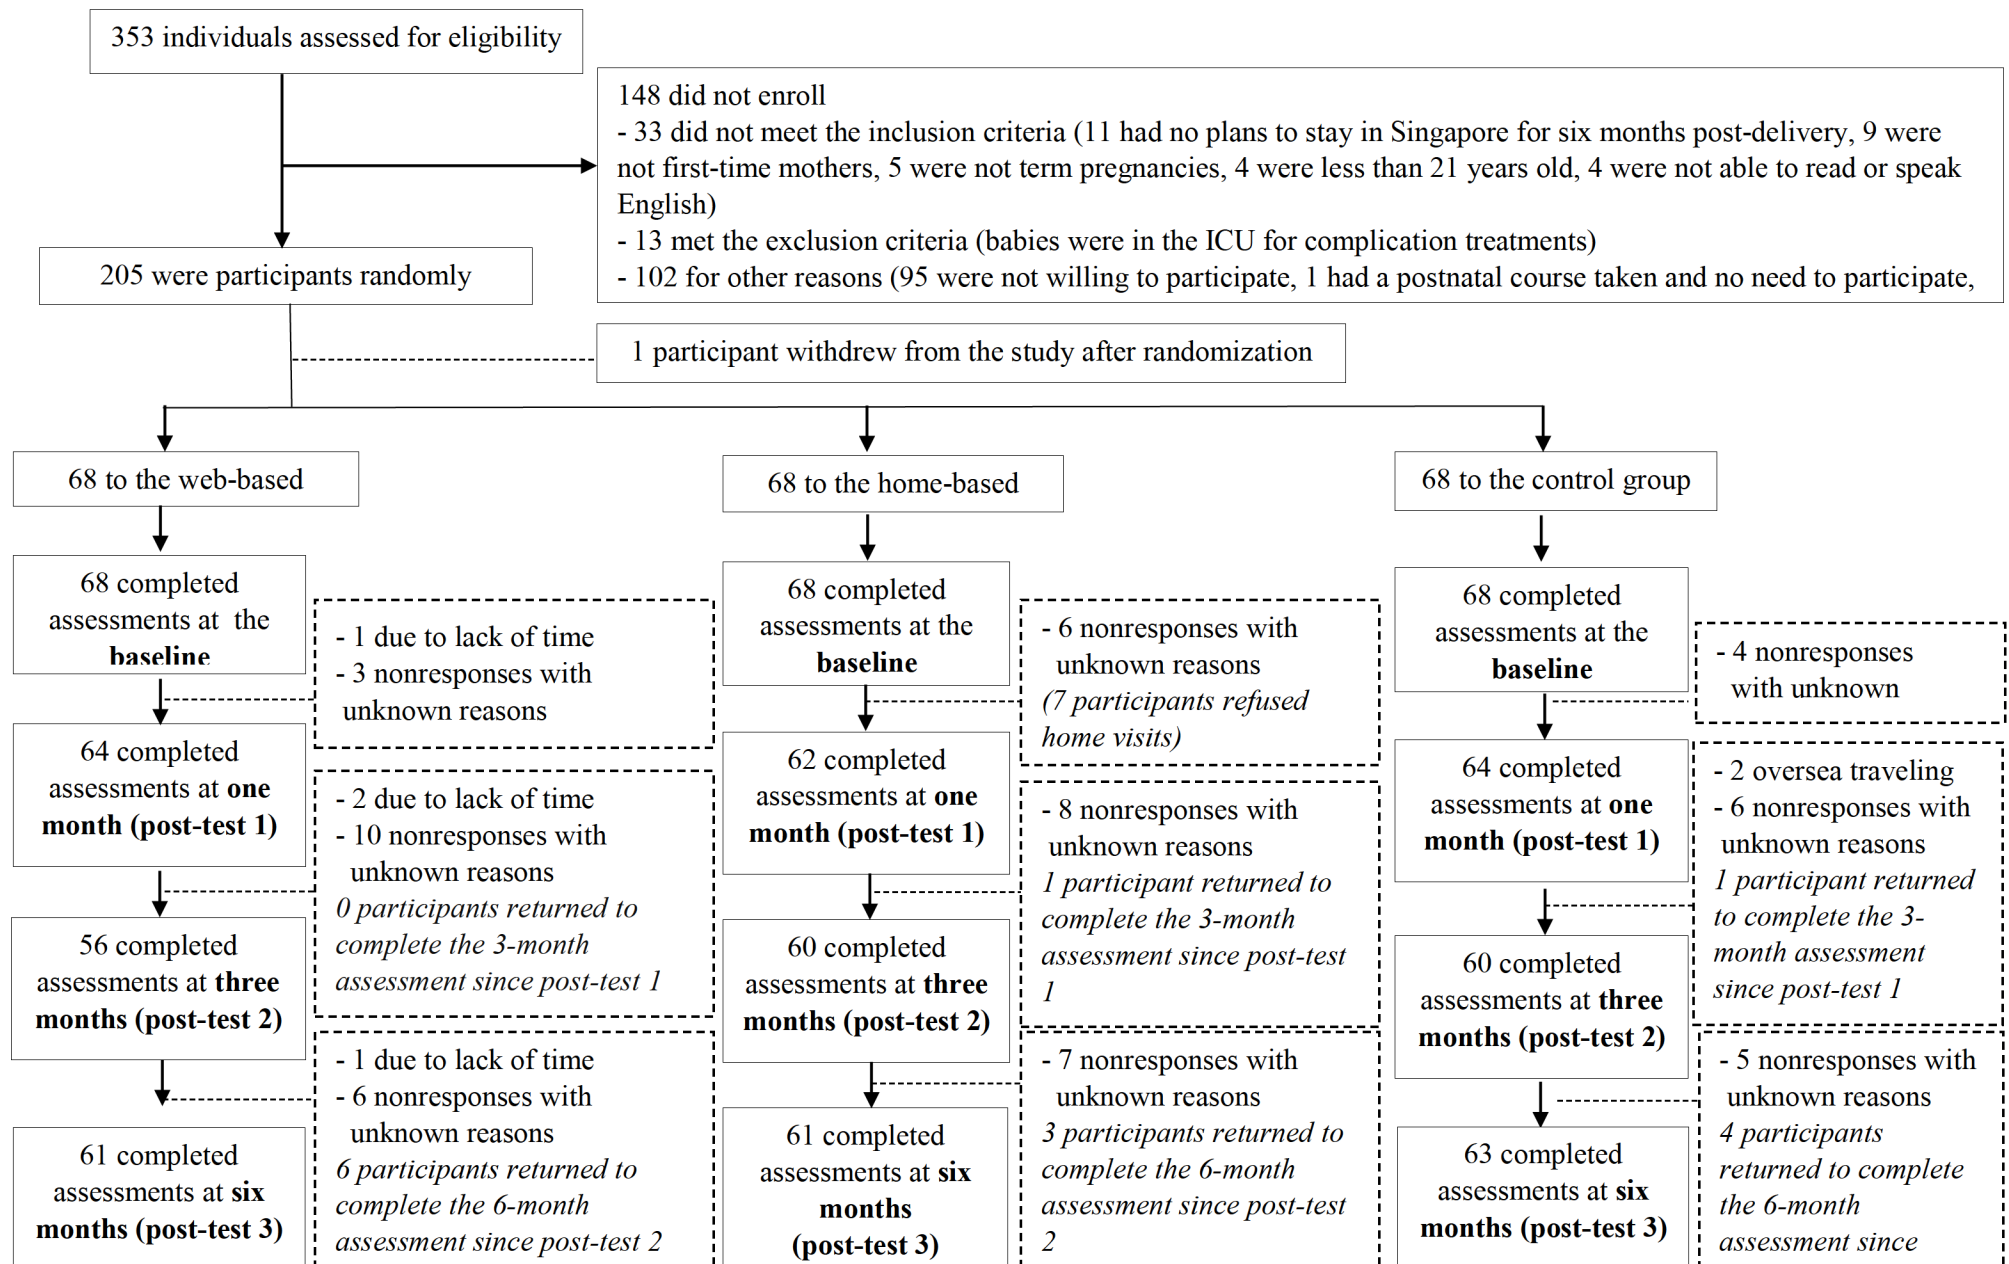 353 individuals assessed for eligibility
148 did not enroll
- 33 did not meet the inclusion criteria (11 had no plans to stay in Singapore for six months post-delivery, 9 were
not first-time mothers, 5 were not term pregnancies, 4 were less than 21 years old, 4 were not able to read or speak
English)
- 13 met the exclusion criteria (babies were in the ICU for complication treatments)
- 102 for other reasons (95 were not willing to participate, 1 had a postnatal course taken and no need to participate,
205 were participants randomly
1 participant withdrew from the study after randomization
68 to the web-based
68 to the home-based
68 to the control group
68 completed
assessments at the
baseline
- 1 due to lack of time
- 3 nonresponses with
unknown reasons
68 completed
assessments at the
baseline
- 6 nonresponses with
unknown reasons
(7 participants refused
home visits)
68 completed
assessments at the
baseline
- 4 nonresponses
with unknown
64 completed
assessments at one
month (post-test 1)
- 2 due to lack of time
- 10 nonresponses with
unknown reasons
0 participants returned to
complete the 3-month
assessment since post-test 1
62 completed
assessments at one
month (post-test 1)
- 8 nonresponses with
unknown reasons
1 participant returned to
complete the 3-month
assessment since post-test
1
64 completed
assessments at one
month (post-test 1)
- 2 oversea traveling
- 6 nonresponses with
unknown reasons
1 participant returned
to complete the 3-
month assessment
since post-test 1
56 completed
assessments at three
months (post-test 2)
- 1 due to lack of time
- 6 nonresponses with
unknown reasons
6 participants returned to
complete the 6-month
assessment since post-test 2
60 completed
assessments at three
months (post-test 2)
- 7 nonresponses with
unknown reasons
3 participants returned to
complete the 6-month
assessment since post-test
2
60 completed
assessments at three
months (post-test 2)
- 5 nonresponses with
unknown reasons
4 participants
returned to complete
the 6-month
assessment since
61 completed
assessments at six
months (post-test 3)
61 completed
assessments at six
months
(post-test 3)
63 completed
assessments at six
months (post-test 3)